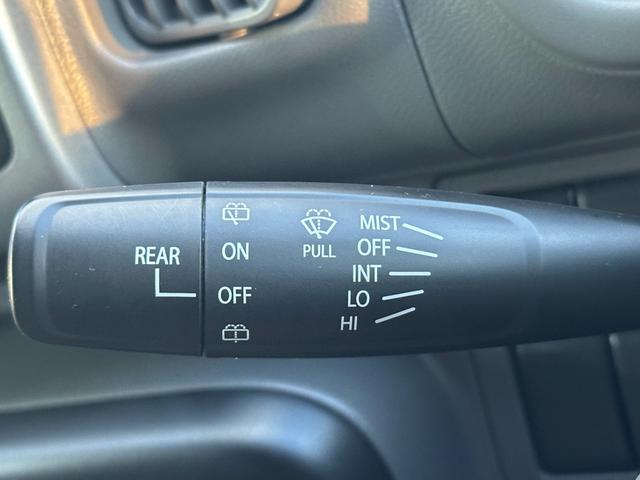 REAR
ON
OFF
PULL
MIST
OFF
INT
LO
HI